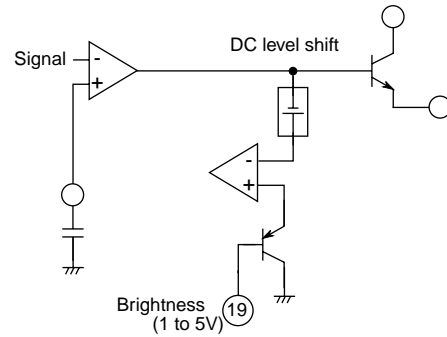 DC level shift
Signal
-
+
-
+
Brightness
(1 to 5V)
19